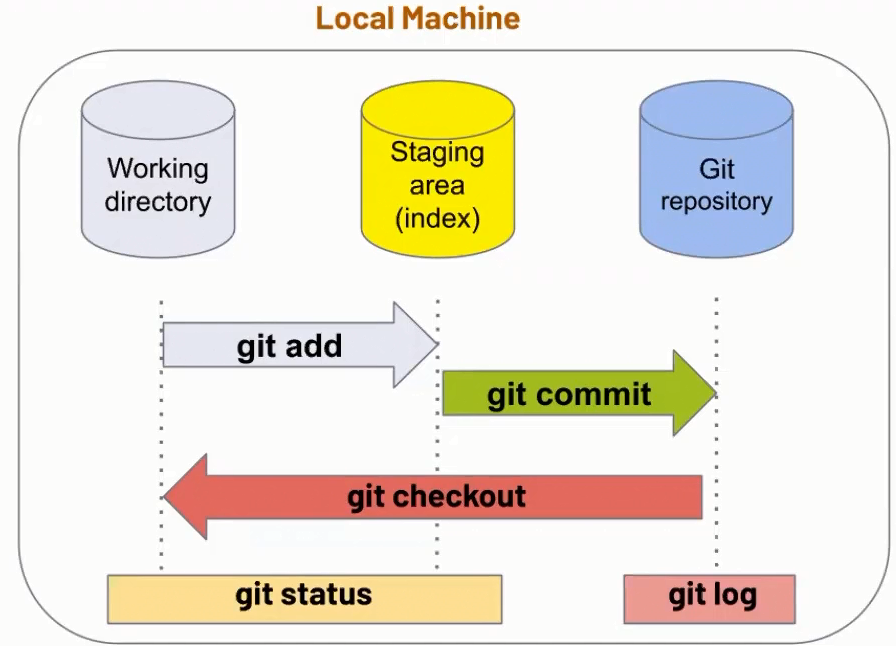 Local Machine
Working
directory
Staging
area
(index)
Git
repository
git add
git commit
git checkout
git status
git log